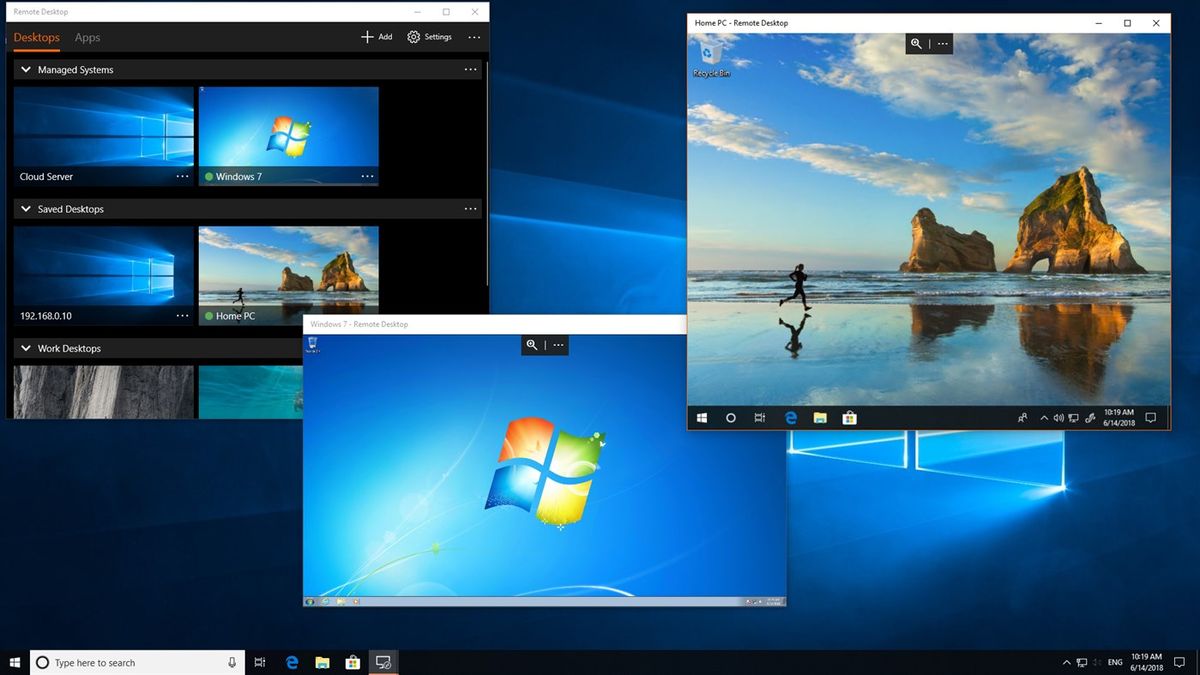 Remote Desktop
Desktops Apps
Add Settings
Managed Systems
Cloud Server
Windows 7
Saved Desktops
192.168.0.10
Home PC
Work Desktops
Windows 7 - Remote Desktop
Home PC - Remote Desktop
Recycle Bin
10:19 AM
6/14/2018
Type here to search
ENG
10:19 AM
6/14/2018